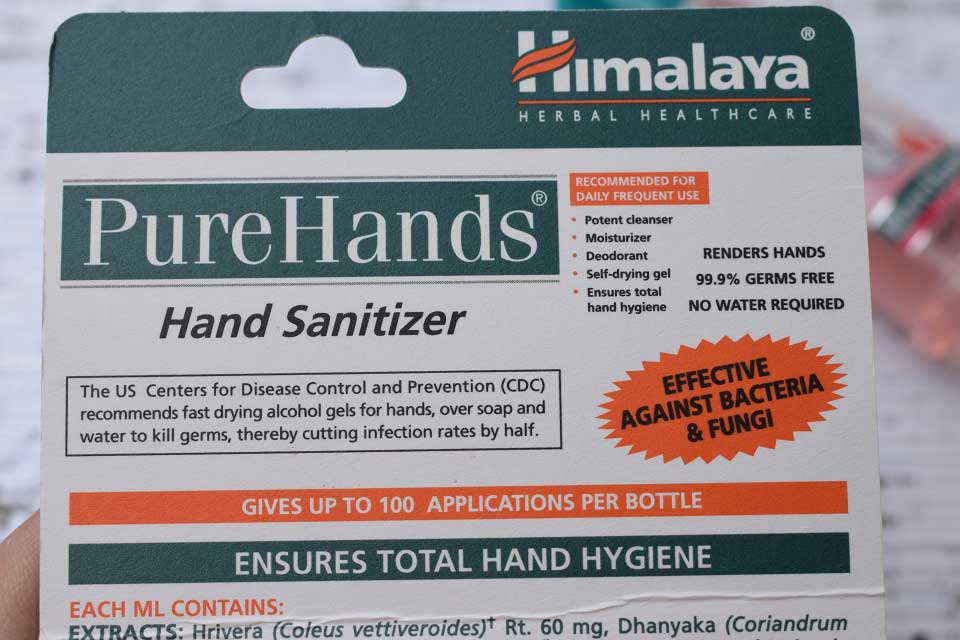 Himalaya®
HERBAL HEALTHCARE
PureHands®
Hand Sanitizer
RECOMMENDED FOR
DAILY FREQUENT USE
• Potent cleanser
• Moisturizer
• Deodorant
• Self-drying gel
• Ensures total
hand hygiene
RENDERS HANDS
99.9% GERMS FREE
NO WATER REQUIRED
The US Centers for Disease Control and Prevention (CDC)
recommends fast drying alcohol gels for hands, over soap and
water to kill germs, thereby cutting infection rates by half.
EFFECTIVE
AGAINST BACTERIA
& FUNGI
GIVES UP TO 100 APPLICATIONS PER BOTTLE
ENSURES TOTAL HAND HYGIENE
EACH ML CONTAINS:
EXTRACTS: Hrivera (Coleus vettiveroides)† Rt. 60 mg, Dhanyaka (Coriandrum